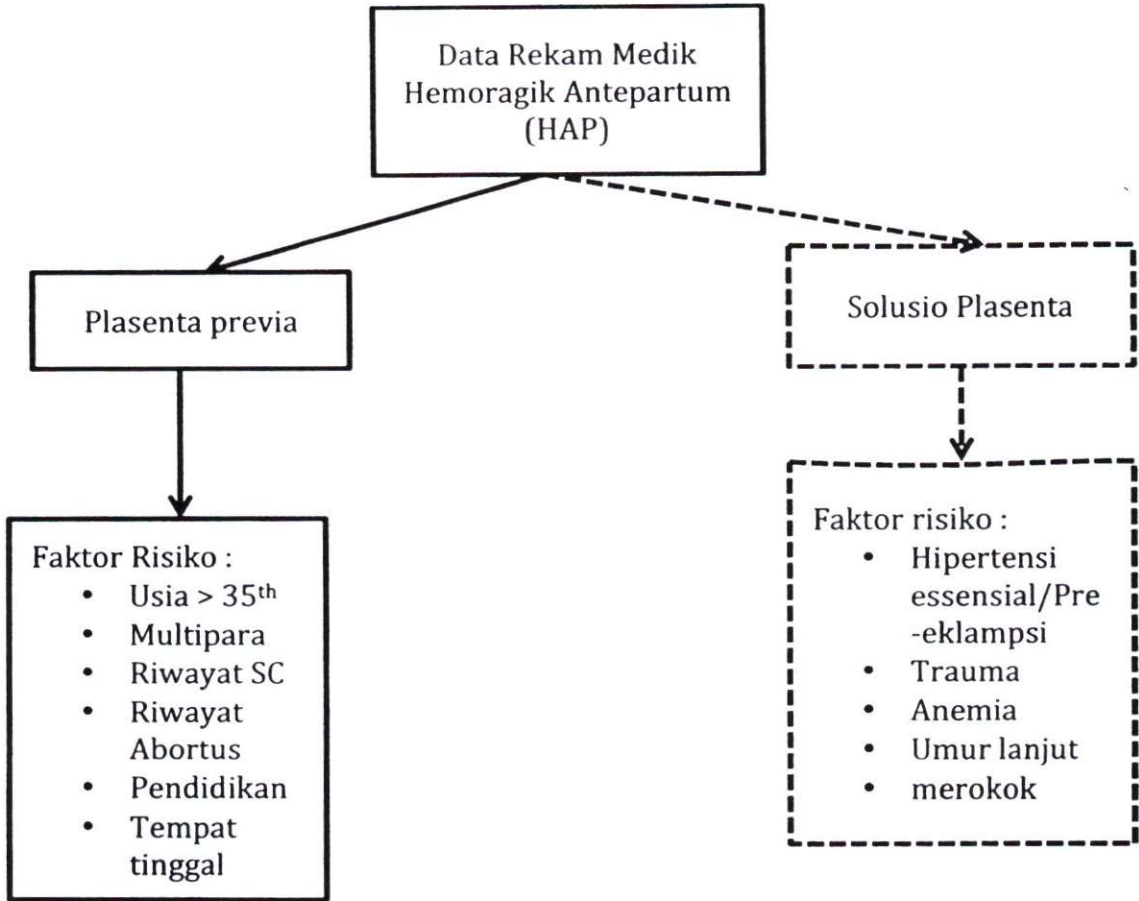 Data Rekam Medik
Hemoragik Antepartum
(HAP)
Plasenta previa
Solusio Plasenta
Faktor Risiko :
• Usia > 35th
• Multipara
• Riwayat SC
• Riwayat
Abortus
• Pendidikan
• Tempat
tinggal
Faktor risiko :
• Hipertensi
essensial/Pre
-eklampsi
• Trauma
• Anemia
• Umur lanjut
• merokok